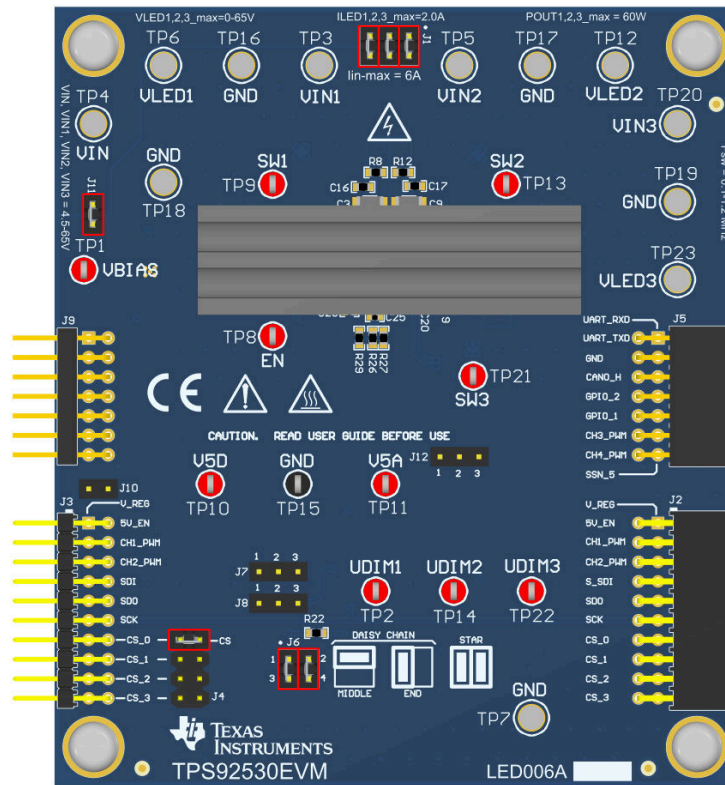 VLED1,2,3_max=0-65V
ILED1,2,3_max=2.0A
POUT1,2,3_max = 60W
TP6
TP16
TP3
J1
TP5
TP17
TP12
Iin-max = 6A
VLED1
GND
VIN1
VIN2
GND
VLED2
TP4
VIN
TP20
VIN3
VIN, VIN1, VIN2, VIN3 = 4.5-65V
GND
TP18
SW1
TP9
R8
R12
C16
C17
C3
C9
SW2
TP13
TP19
GND
J11
TP1
VBIAS
TP23
VLED3
TP8
EN
C25
C20
R29
R26
R27
TP21
SW3
J9
UART_RXD
J5
UART_TXD
GND
CANO_H
GPIO_2
GPIO_1
CH3_PWM
CH4_PWM
SSN_5
CE
CAUTION. READ USER GUIDE BEFORE USE
V5D
TP10
GND
TP15
V5A
TP11
J12
1 2 3
J10
J3
V_REG
5V_EN
CH1_PWM
CH2_PWM
SDI
SDO
SCK
CS_0
CS
CS_1
CS_2
CS_3
J4
V_REG
J2
5V_EN
CH1_PWM
CH2_PWM
S_SDI
SDO
SCK
CS_0
CS_1
CS_2
CS_3
1 2 3
J7
1 2 3
J8
UDIM1
TP2
UDIM2
TP14
UDIM3
TP22
R22
J6
1 2
3 4
DAISY CHAIN
STAR
MIDDLE
END
GND
TP7
TEXAS
INSTRUMENTS
TPS92530EVM
LED006A